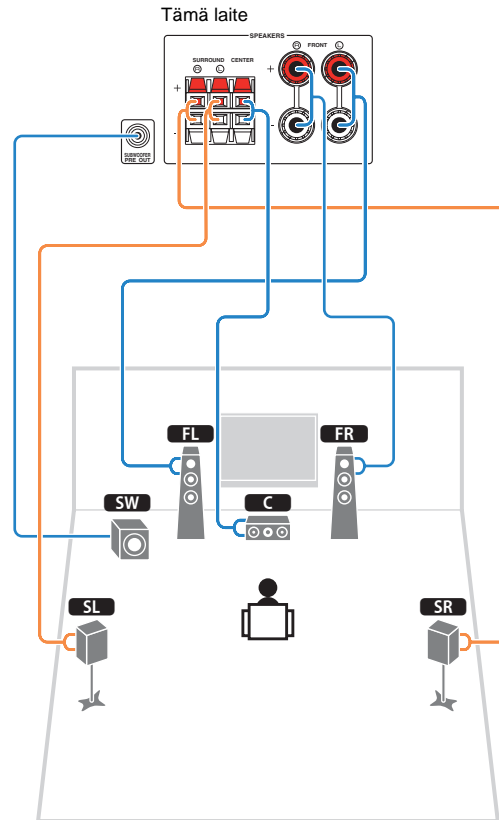 Tämä laite
SPEAKERS
SURROUND CENTER
R L
R FRONT L
+ +
- -
SUBWOOFER
PRE OUT
FL FR
SW C
SL SR